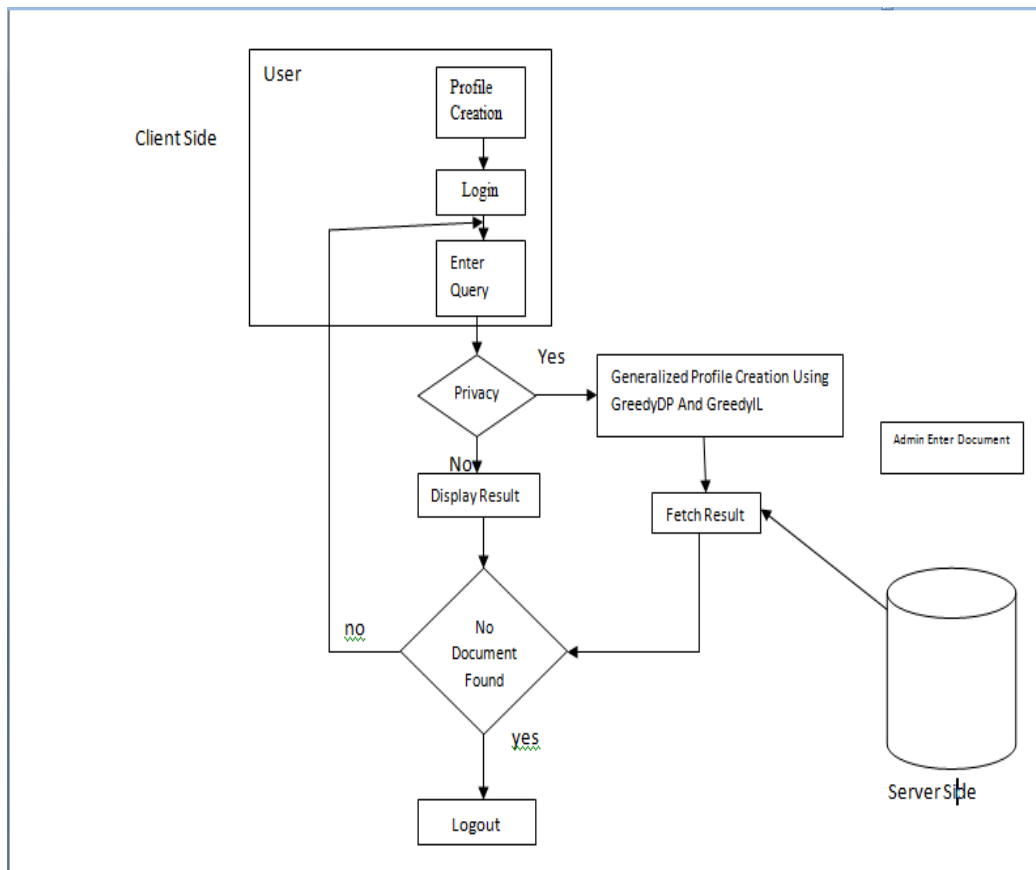 User
Profile
Creation
Client Side
Login
Enter
Query
Privacy
Yes
Generalized Profile Creation Using
GreedyDP And GreedyIL
Admin Enter Document
No
Display Result
Fetch Result
no
No
Document
Found
yes
Server Side
Logout